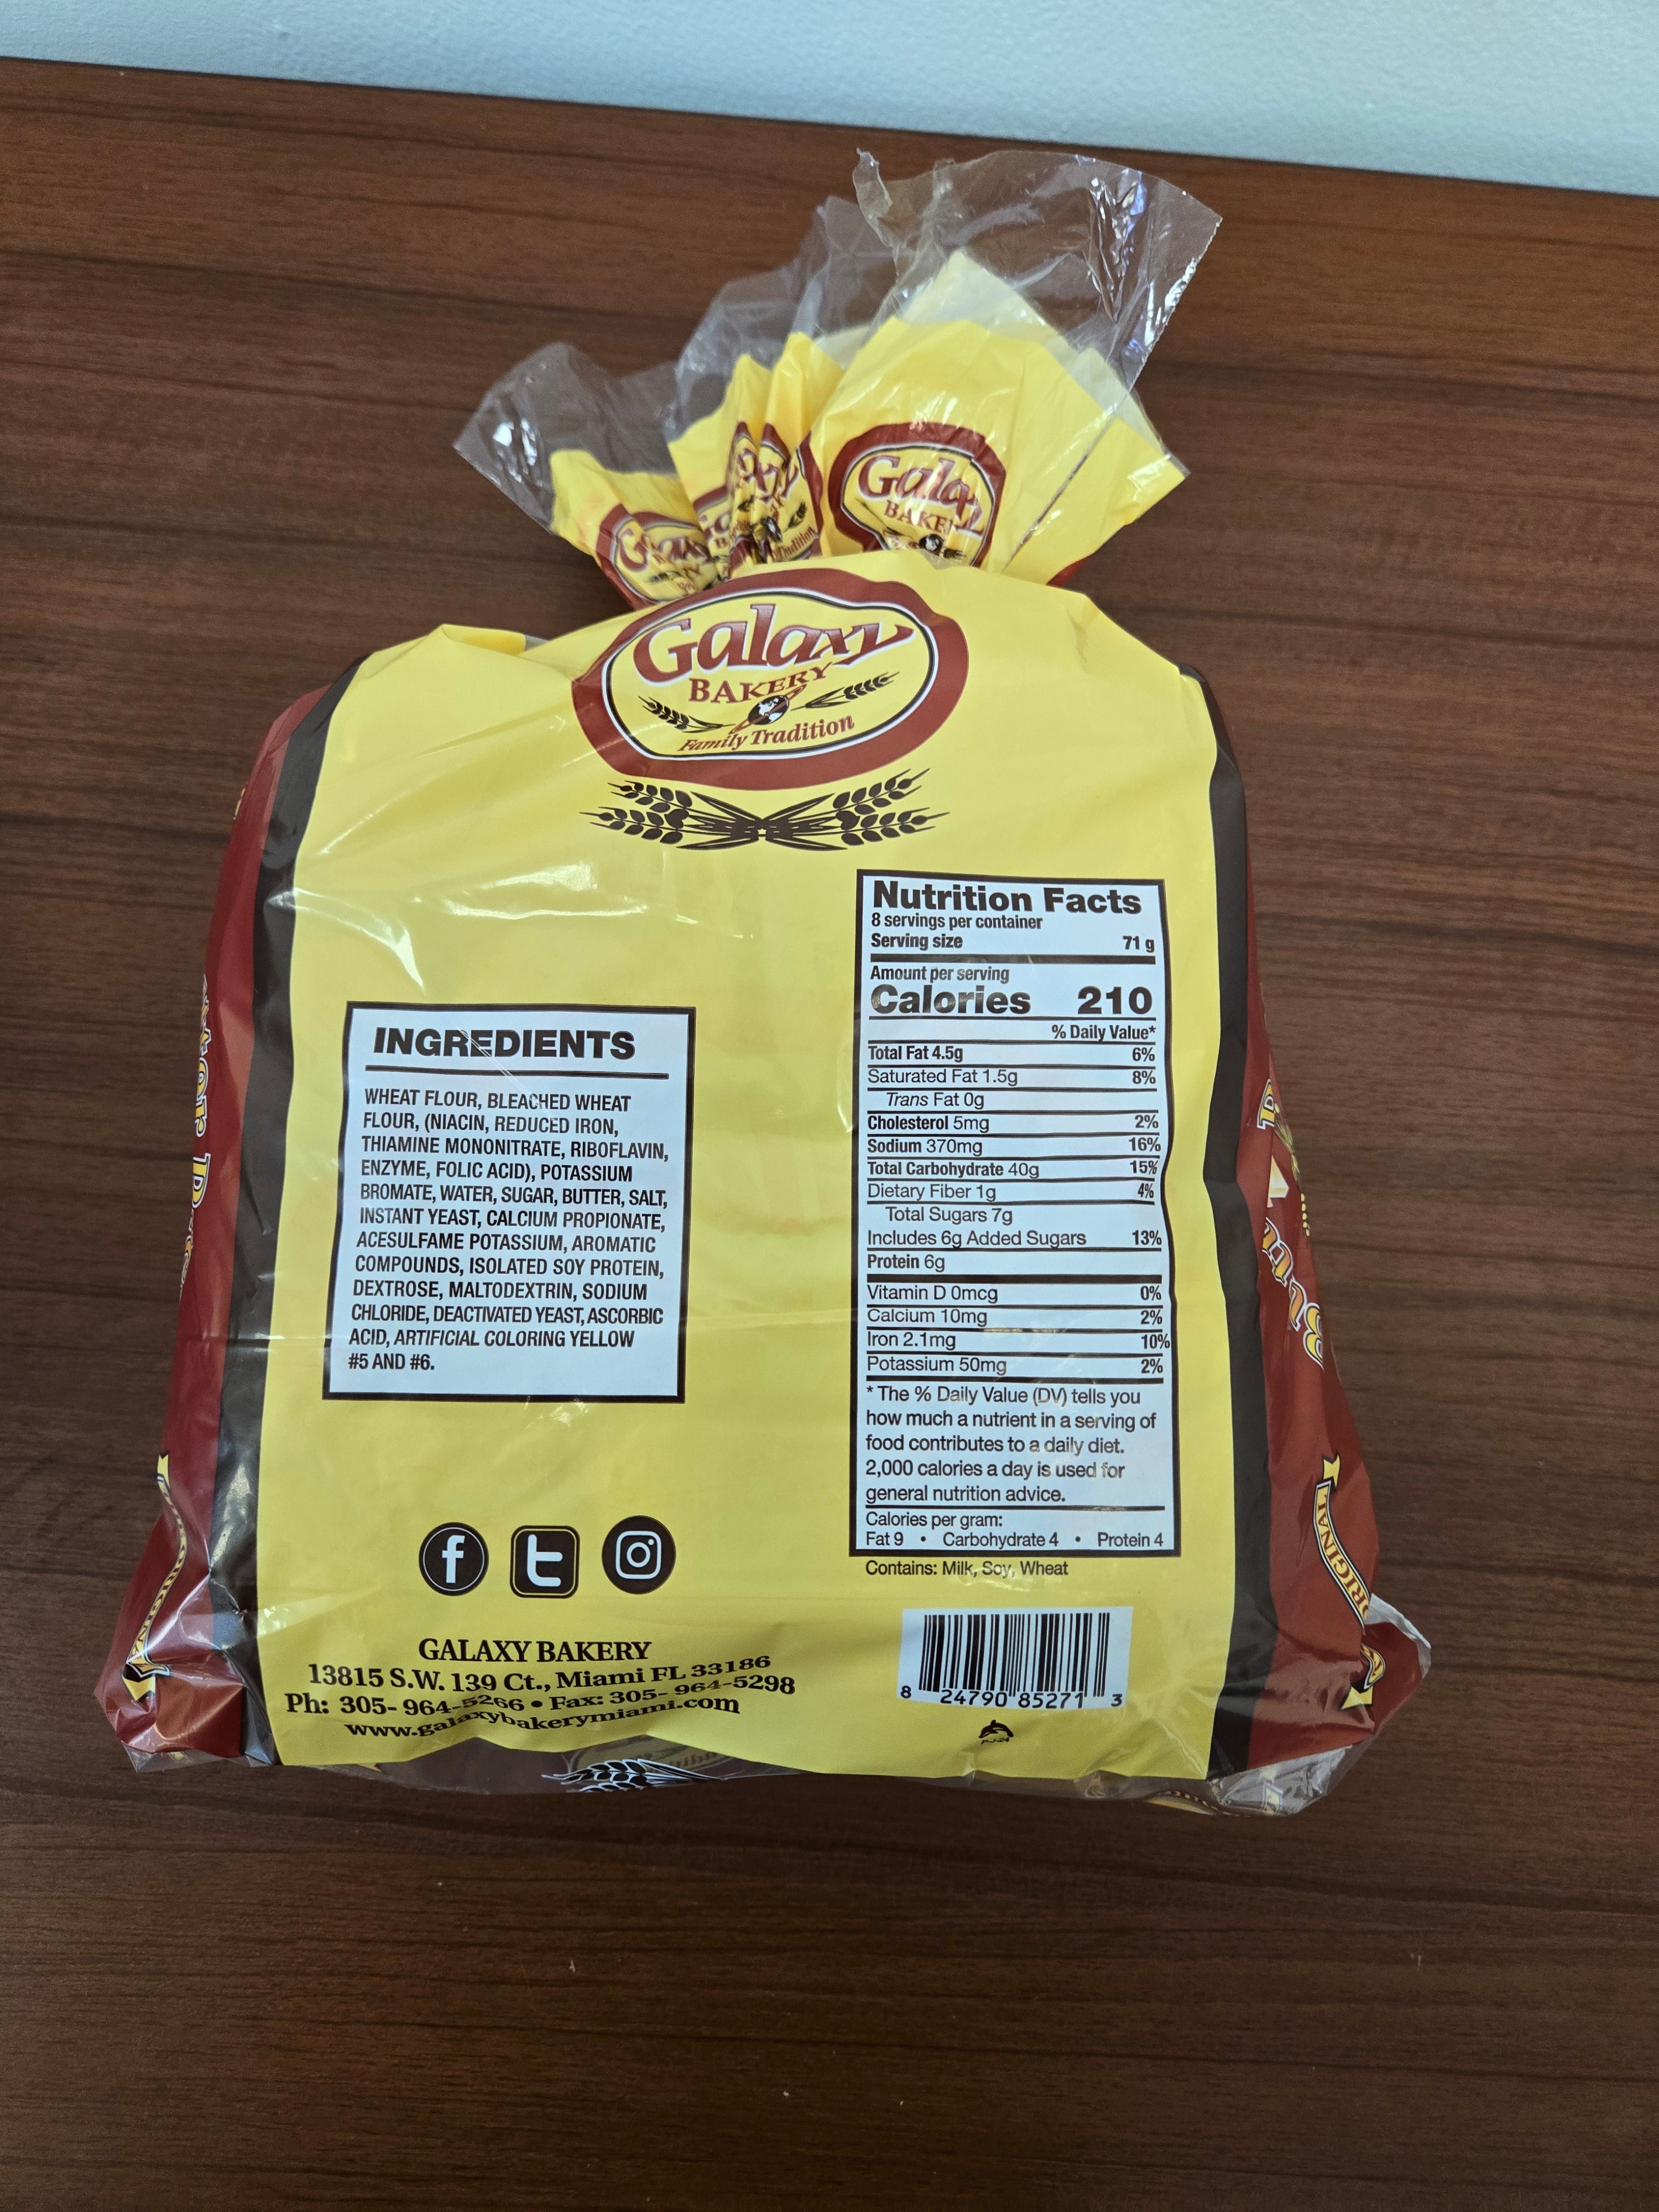 Galaxy
BAKERY
Family Tradition
INGREDIENTS
WHEAT FLOUR, BLEACHED WHEAT
FLOUR, (NIACIN, REDUCED IRON,
THIAMINE MONONITRATE, RIBOFLAVIN,
ENZYME, FOLIC ACID), POTASSIUM
BROMATE, WATER, SUGAR, BUTTER, SALT,
INSTANT YEAST, CALCIUM PROPIONATE,
ACESULFAME POTASSIUM, AROMATIC
COMPOUNDS, ISOLATED SOY PROTEIN,
DEXTROSE, MALTODEXTRIN, SODIUM
CHLORIDE, DEACTIVATED YEAST, ASCORBIC
ACID, ARTIFICIAL COLORING YELLOW
#5 AND #6.
Nutrition Facts
8 servings per container
Serving size 71 g
Amount per serving
Calories 210
% Daily Value*
Total Fat 4.5g 6%
Saturated Fat 1.5g 8%
Trans Fat 0g
Cholesterol 5mg 2%
Sodium 370mg 16%
Total Carbohydrate 40g 15%
Dietary Fiber 1g 4%
Total Sugars 7g
Includes 6g Added Sugars 13%
Protein 6g
Vitamin D 0mcg 0%
Calcium 10mg 2%
Iron 2.1mg 10%
Potassium 50mg 2%
* The % Daily Value (DV) tells you
how much a nutrient in a serving of
food contributes to a daily diet.
2,000 calories a day is used for
general nutrition advice.
Calories per gram:
Fat 9 • Carbohydrate 4 • Protein 4
Contains: Milk, Soy, Wheat
GALAXY BAKERY
13815 S.W. 139 Ct., Miami FL 33186
Ph: 305- 964-5266 • Fax: 305- 964-5298
www.galaxybakerymiami.com
8 24790 85271 3